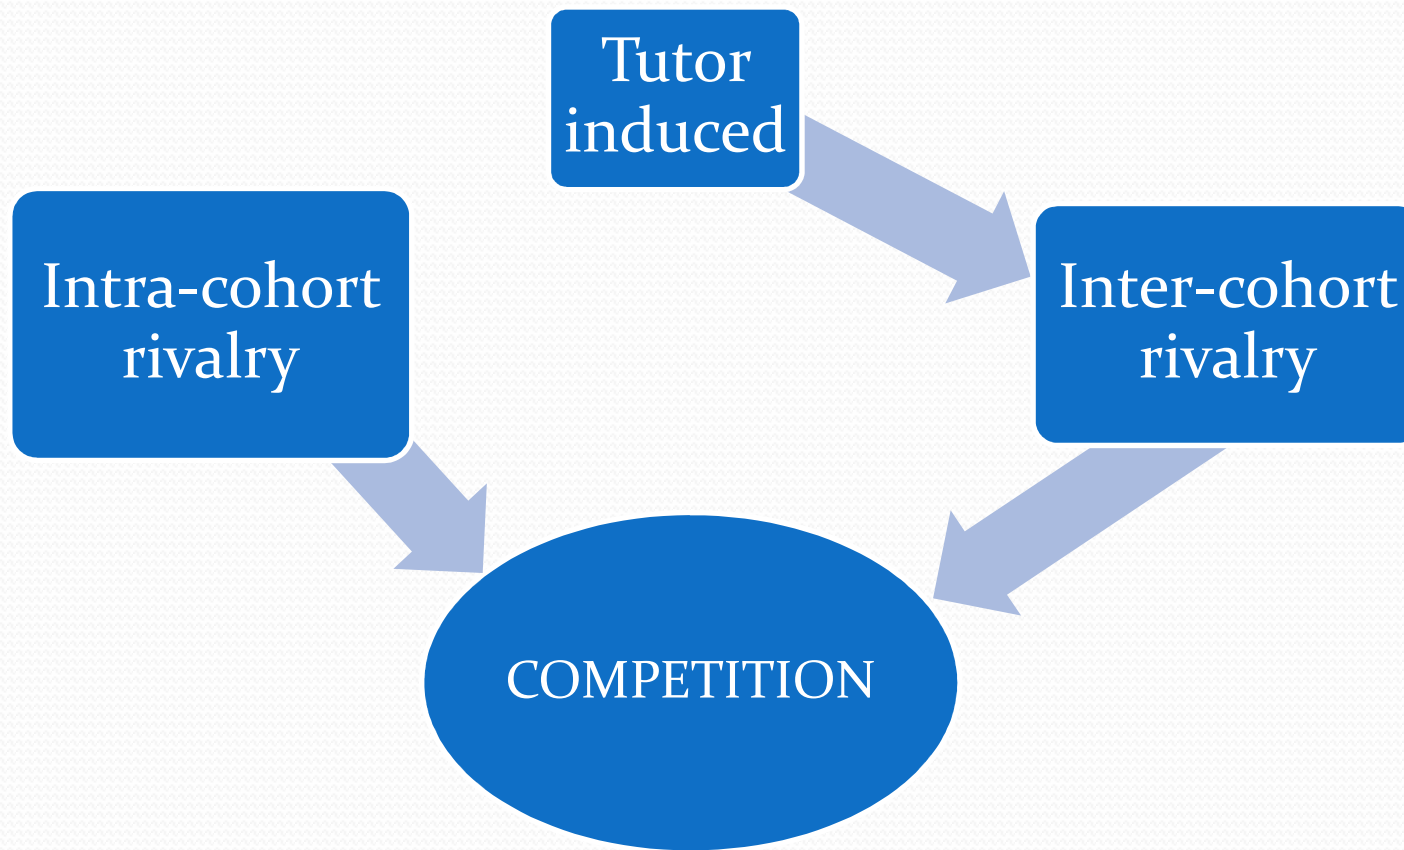 Tutor
induced
Intra-cohort
rivalry
Inter-cohort
rivalry
COMPETITION